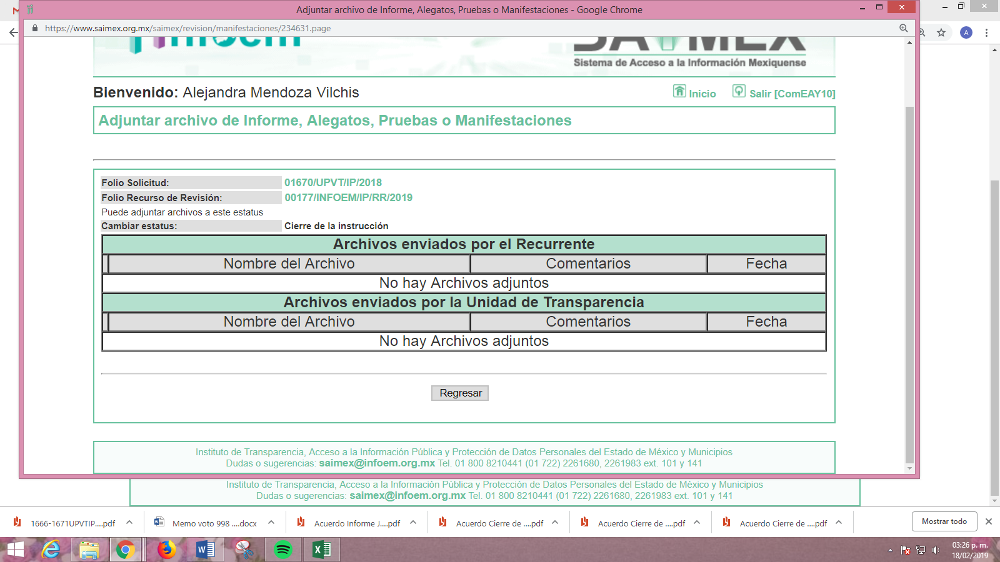 Adjuntar archivo de Informe, Alegatos, Pruebas o Manifestaciones - Google Chrome
https://www.saimex.org.mx/saimex/revision/manifestaciones/234631.page
A
infoem
SAIMEX
Sistema de Acceso a la Información Mexiquense
Bienvenido: Alejandra Mendoza Vilchis
Inicio
Salir [ComEAY10]
Adjuntar archivo de Informe, Alegatos, Pruebas o Manifestaciones
Folio Solicitud: 01670/UPVT/IP/2018
Folio Recurso de Revisión: 00177/INFOEM/IP/RR/2019
Puede adjuntar archivos a este estatus
Cambiar estatus: Cierre de la instrucción
Archivos enviados por el Recurrente
Nombre del Archivo Comentarios Fecha
No hay Archivos adjuntos
Archivos enviados por la Unidad de Transparencia
Nombre del Archivo Comentarios Fecha
No hay Archivos adjuntos
Regresar
Instituto de Transparencia, Acceso a la Información Pública y Protección de Datos Personales del Estado de México y Municipios
Dudas o sugerencias: saimex@infoem.org.mx Tel. 01 800 8210441 (01 722) 2261680, 2261983 ext. 101 y 141
Instituto de Transparencia, Acceso a la Información Pública y Protección de Datos Personales del Estado de México y Municipios
Dudas o sugerencias: saimex@infoem.org.mx Tel. 01 800 8210441 (01 722) 2261680, 2261983 ext. 101 y 141
1666-1671UPVTIP....pdf
Memo voto 998 ....docx
Acuerdo Informe J....pdf
Acuerdo Cierre de ....pdf
Acuerdo Cierre de ....pdf
Acuerdo Cierre de ....pdf
Mostrar todo
03:26 p. m.
18/02/2019